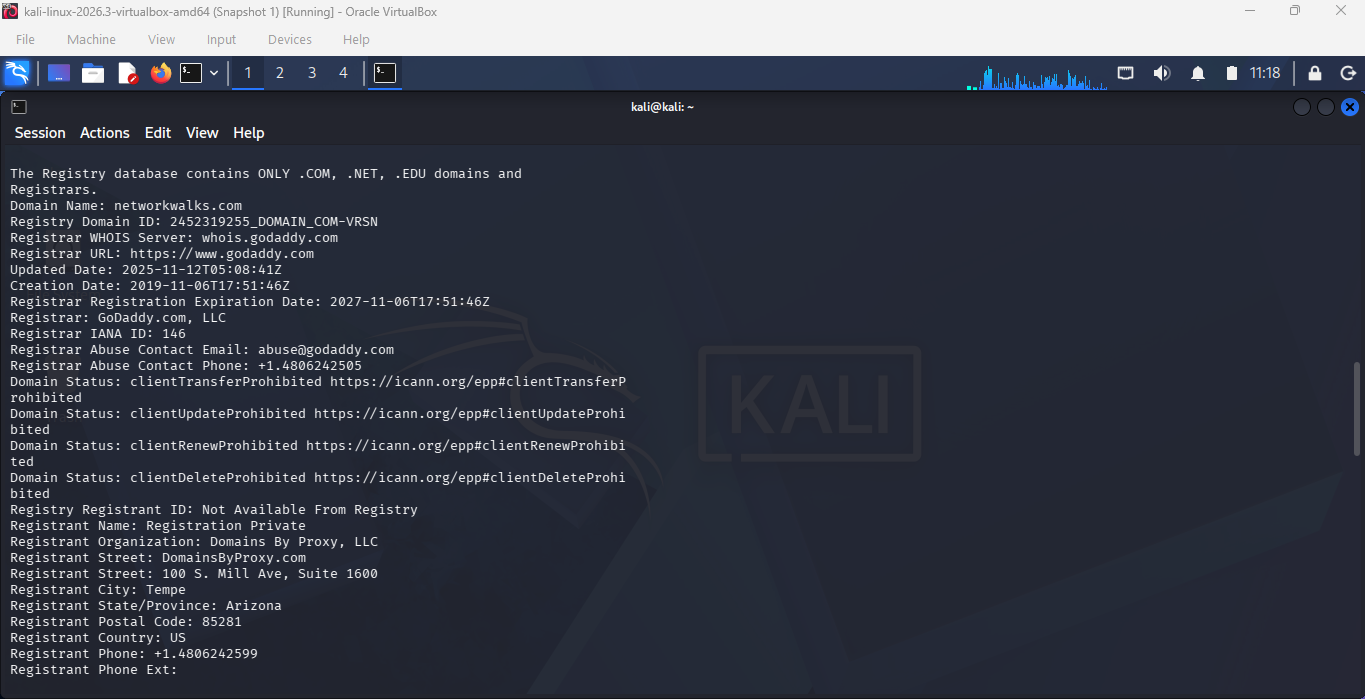 kali-linux-2026.3-virtualbox-amd64 (Snapshot 1) [Running] - Oracle VirtualBox
File Machine View Input Devices Help
1 2 3 4 11:18
kali@kali: ~
Session Actions Edit View Help
The Registry database contains ONLY .COM, .NET, .EDU domains and
Registrars.
Domain Name: networkwalks.com
Registry Domain ID: 2452319255_DOMAIN_COM-VRSN
Registrar WHOIS Server: whois.godaddy.com
Registrar URL: https://www.godaddy.com
Updated Date: 2025-11-12T05:08:41Z
Creation Date: 2019-11-06T17:51:46Z
Registrar Registration Expiration Date: 2027-11-06T17:51:46Z
Registrar: GoDaddy.com, LLC
Registrar IANA ID: 146
Registrar Abuse Contact Email: abuse@godaddy.com
Registrar Abuse Contact Phone: +1.4806242505
Domain Status: clientTransferProhibited https://icann.org/epp#clientTransferP
rohibited
Domain Status: clientUpdateProhibited https://icann.org/epp#clientUpdateProhi
bited
Domain Status: clientRenewProhibited https://icann.org/epp#clientRenewProhibi
ted
Domain Status: clientDeleteProhibited https://icann.org/epp#clientDeleteProhi
bited
Registry Registrant ID: Not Available From Registry
Registrant Name: Registration Private
Registrant Organization: Domains By Proxy, LLC
Registrant Street: DomainsByProxy.com
Registrant Street: 100 S. Mill Ave, Suite 1600
Registrant City: Tempe
Registrant State/Province: Arizona
Registrant Postal Code: 85281
Registrant Country: US
Registrant Phone: +1.4806242599
Registrant Phone Ext:
KALI